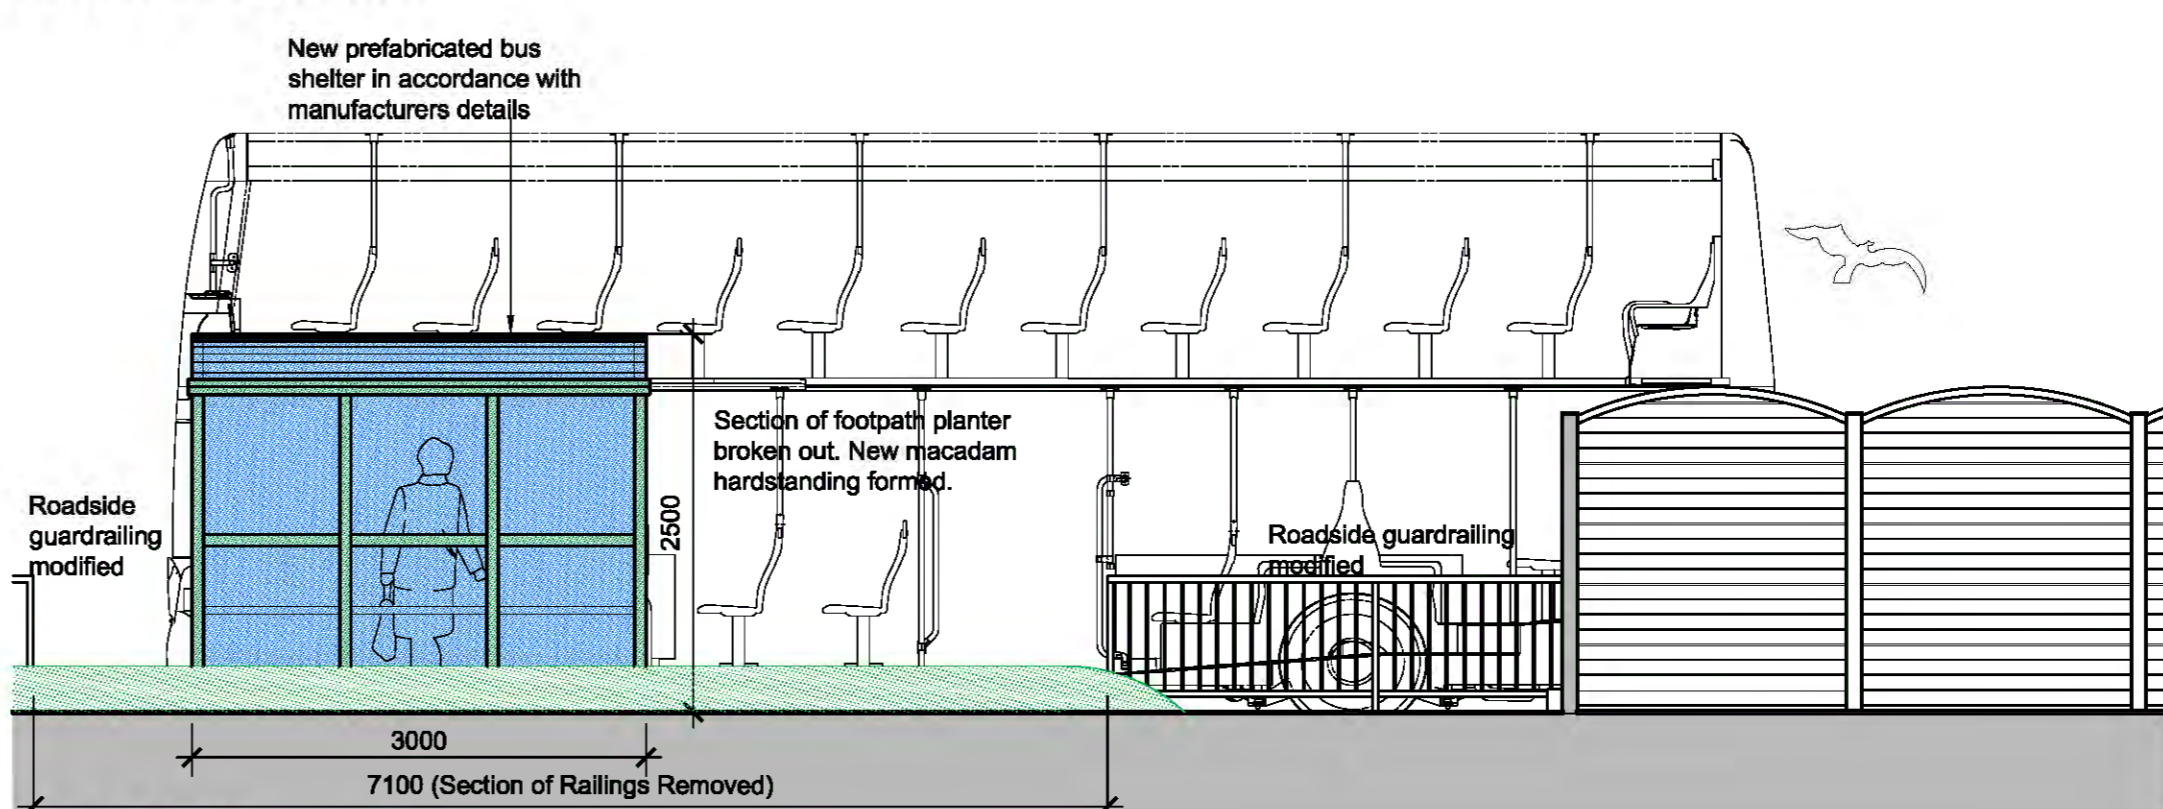 New prefabricated bus
shelter in accordance with
manufacturers details
Section of footpath planter
broken out. New macadam
hardstanding formed.
Roadside
guardrailing
modified
2500
Roadside guardrailing
modified
3000
7100 (Section of Railings Removed)